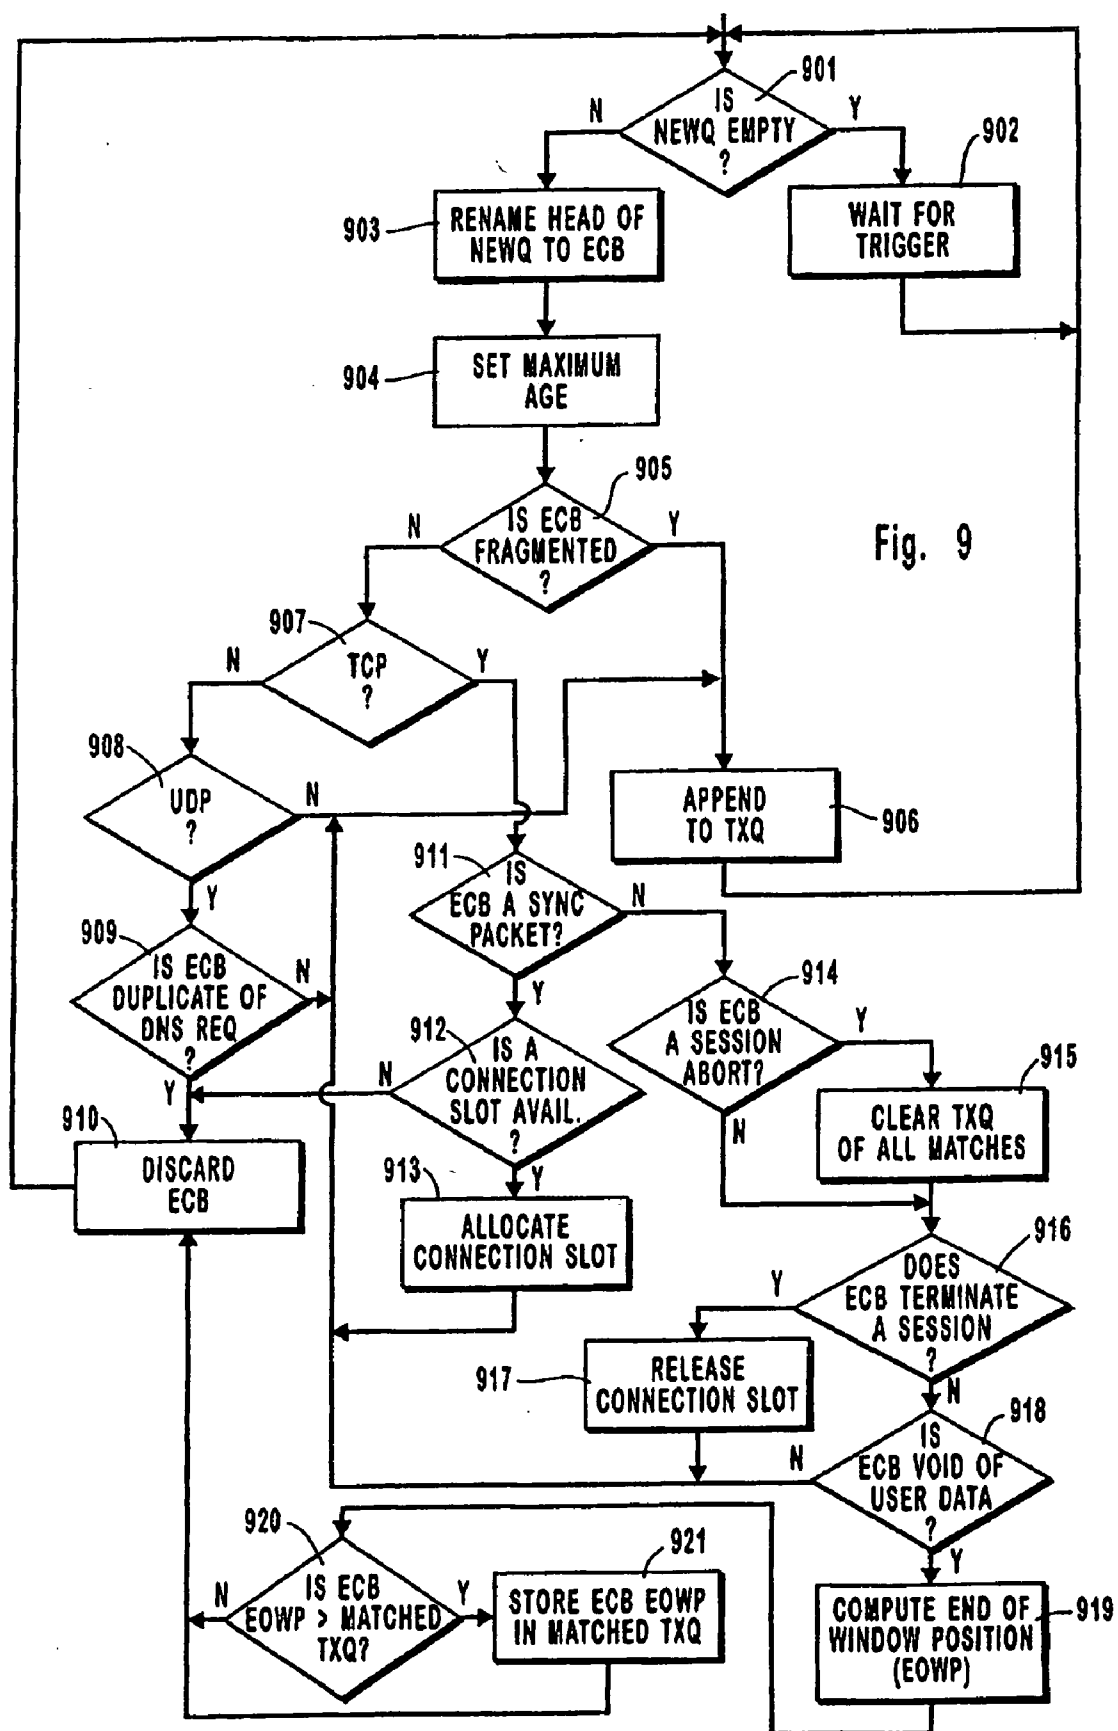 901
IS
NEWQ EMPTY
?
N
Y
902
WAIT FOR
TRIGGER
903
RENAME HEAD OF
NEWQ TO ECB
904
SET MAXIMUM
AGE
905
IS ECB
FRAGMENTED
?
N
Y
Fig. 9
907
TCP
?
N
Y
908
UDP
?
N
Y
APPEND
TO TXQ
906
911
IS
ECB A SYNC
PACKET?
N
Y
909
IS ECB
DUPLICATE OF
DNS REQ
?
N
Y
914
IS ECB
A SESSION
ABORT?
Y
N
912
IS A
CONNECTION
SLOT AVAIL.
?
N
Y
915
CLEAR TXQ
OF ALL MATCHES
910
DISCARD
ECB
913
ALLOCATE
CONNECTION SLOT
916
DOES
ECB TERMINATE
A SESSION
?
Y
N
917
RELEASE
CONNECTION SLOT
918
IS
ECB VOID OF
USER DATA
?
N
Y
920
IS ECB
EOWP > MATCHED
TXQ?
N
Y
921
STORE ECB EOWP
IN MATCHED TXQ
COMPUTE END OF
WINDOW POSITION
(EOWP)
919